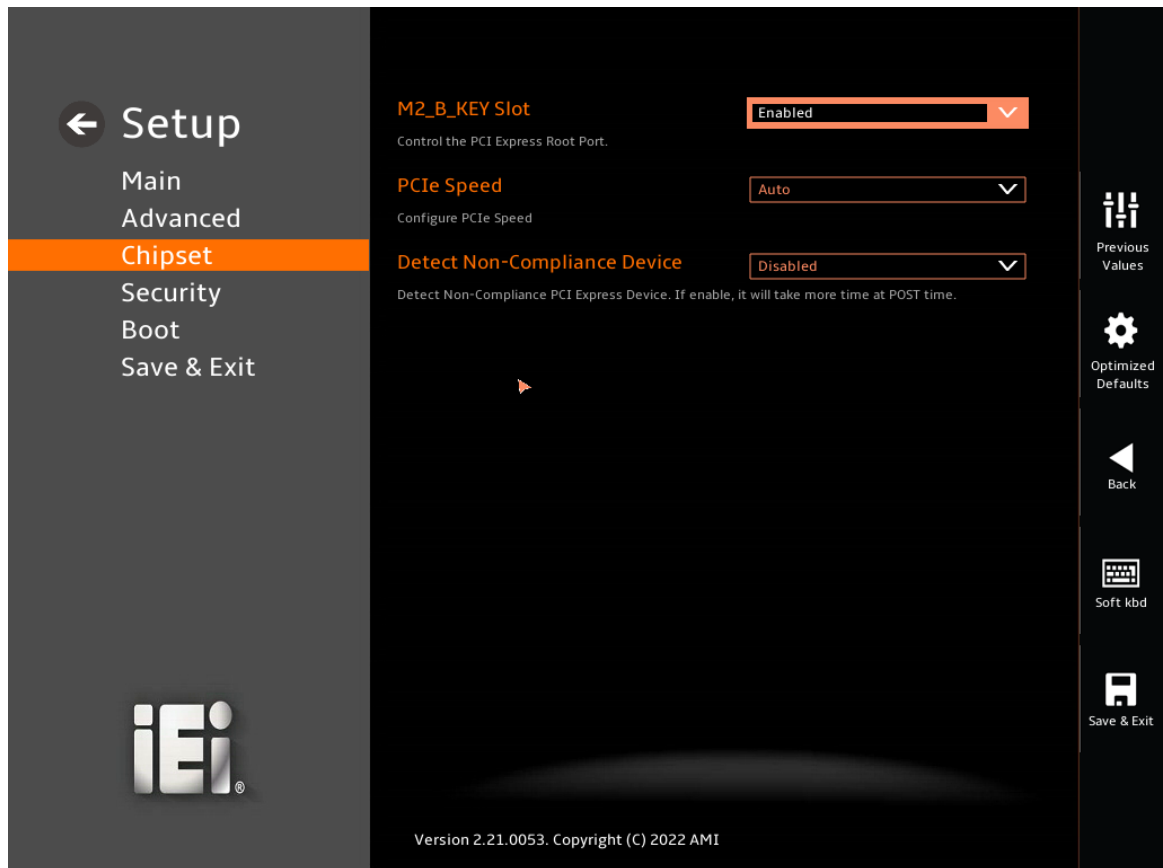 Setup
Main
Advanced
Chipset
Security
Boot
Save & Exit
M2_B_KEY Slot
Enabled
Control the PCI Express Root Port.
PCIe Speed
Auto
Configure PCIe Speed
Detect Non-Compliance Device
Disabled
Detect Non-Compliance PCI Express Device. If enable, it will take more time at POST time.
Previous
Values
Optimized
Defaults
Back
Soft kbd
Save & Exit
iEi®
Version 2.21.0053. Copyright (C) 2022 AMI